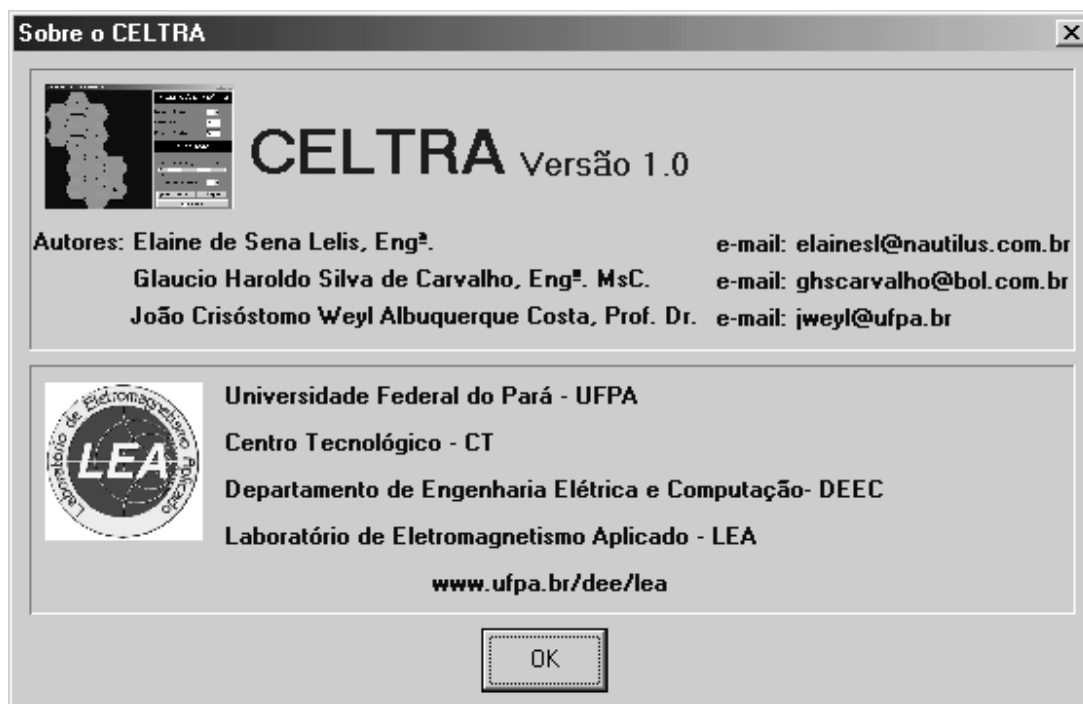 Sobre o CELTRA
CELTRA Versão 1.0
Autores: Elaine de Sena Lelis, Engª. e-mail: elainesl@nautilus.com.br
Glaucio Haroldo Silva de Carvalho, Engª. MsC. e-mail: ghscarvalho@bol.com.br
João Crisóstomo Weyl Albuquerque Costa, Prof. Dr. e-mail: jweyl@ufpa.br
Laboratório de Eletromagnetismo Aplicado
LEA
Universidade Federal do Pará - UFPA
Centro Tecnológico - CT
Departamento de Engenharia Elétrica e Computação- DEEC
Laboratório de Eletromagnetismo Aplicado - LEA
www.ufpa.br/dee/lea
OK